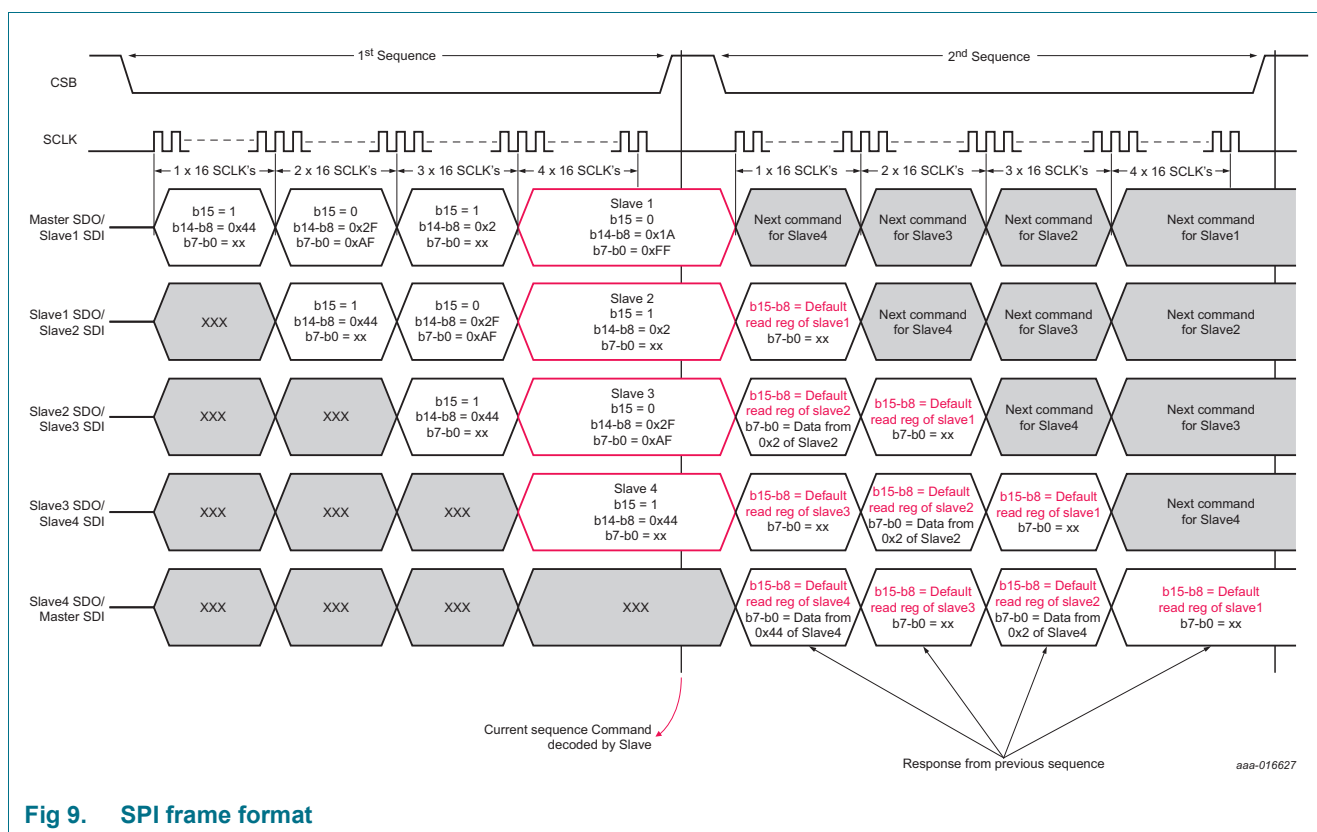 1st Sequence
2nd Sequence
CSB
SCLK
1 x 16 SCLK's
2 x 16 SCLK's
3 x 16 SCLK's
4 x 16 SCLK's
1 x 16 SCLK's
2 x 16 SCLK's
3 x 16 SCLK's
4 x 16 SCLK's
Master SDO/
Slave1 SDI
b15 = 1
b14-b8 = 0x44
b7-b0 = xx
b15 = 0
b14-b8 = 0x2F
b7-b0 = 0xAF
b15 = 1
b14-b8 = 0x2
b7-b0 = xx
Slave 1
b15 = 0
b14-b8 = 0x1A
b7-b0 = 0xFF
Next command
for Slave4
Next command
for Slave3
Next command
for Slave2
Next command
for Slave1
Slave1 SDO/
Slave2 SDI
XXX
b15 = 1
b14-b8 = 0x44
b7-b0 = xx
b15 = 0
b14-b8 = 0x2F
b7-b0 = 0xAF
Slave 2
b15 = 1
b14-b8 = 0x2
b7-b0 = xx
b15-b8 = Default
read reg of slave1
b7-b0 = xx
Next command
for Slave4
Next command
for Slave3
Next command
for Slave2
Slave2 SDO/
Slave3 SDI
XXX
XXX
b15 = 1
b14-b8 = 0x44
b7-b0 = xx
Slave 3
b15 = 0
b14-b8 = 0x2F
b7-b0 = 0xAF
b15-b8 = Default
read reg of slave2
b7-b0 = Data from
0x2 of Slave2
b15-b8 = Default
read reg of slave1
b7-b0 = xx
Next command
for Slave4
Next command
for Slave3
Slave3 SDO/
Slave4 SDI
XXX
XXX
XXX
Slave 4
b15 = 1
b14-b8 = 0x44
b7-b0 = xx
b15-b8 = Default
read reg of slave3
b7-b0 = xx
b15-b8 = Default
read reg of slave2
b7-b0 = Data from
0x2 of Slave2
b15-b8 = Default
read reg of slave1
b7-b0 = xx
Next command
for Slave4
Slave4 SDO/
Master SDI
XXX
XXX
XXX
XXX
b15-b8 = Default
read reg of slave4
b7-b0 = Data from
0x44 of Slave4
b15-b8 = Default
read reg of slave3
b7-b0 = xx
b15-b8 = Default
read reg of slave2
b7-b0 = Data from
0x2 of Slave4
b15-b8 = Default
read reg of slave1
b7-b0 = xx
Current sequence Command
decoded by Slave
Response from previous sequence
aaa-016627
Fig 9. SPI frame format